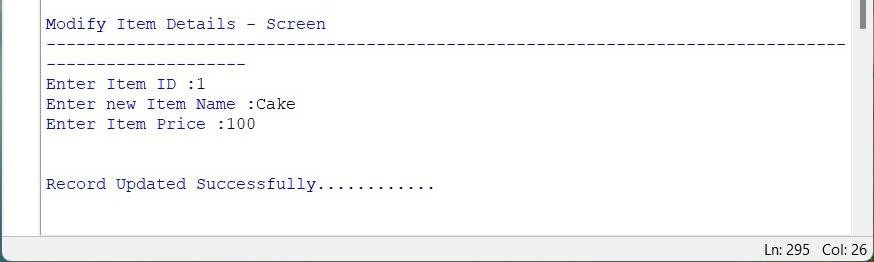 Modify Item Details - Screen
--------------------------------------------------------------------------------
--------------------
Enter Item ID :1
Enter new Item Name :Cake
Enter Item Price :100
Record Updated Successfully............
Ln: 295 Col: 26